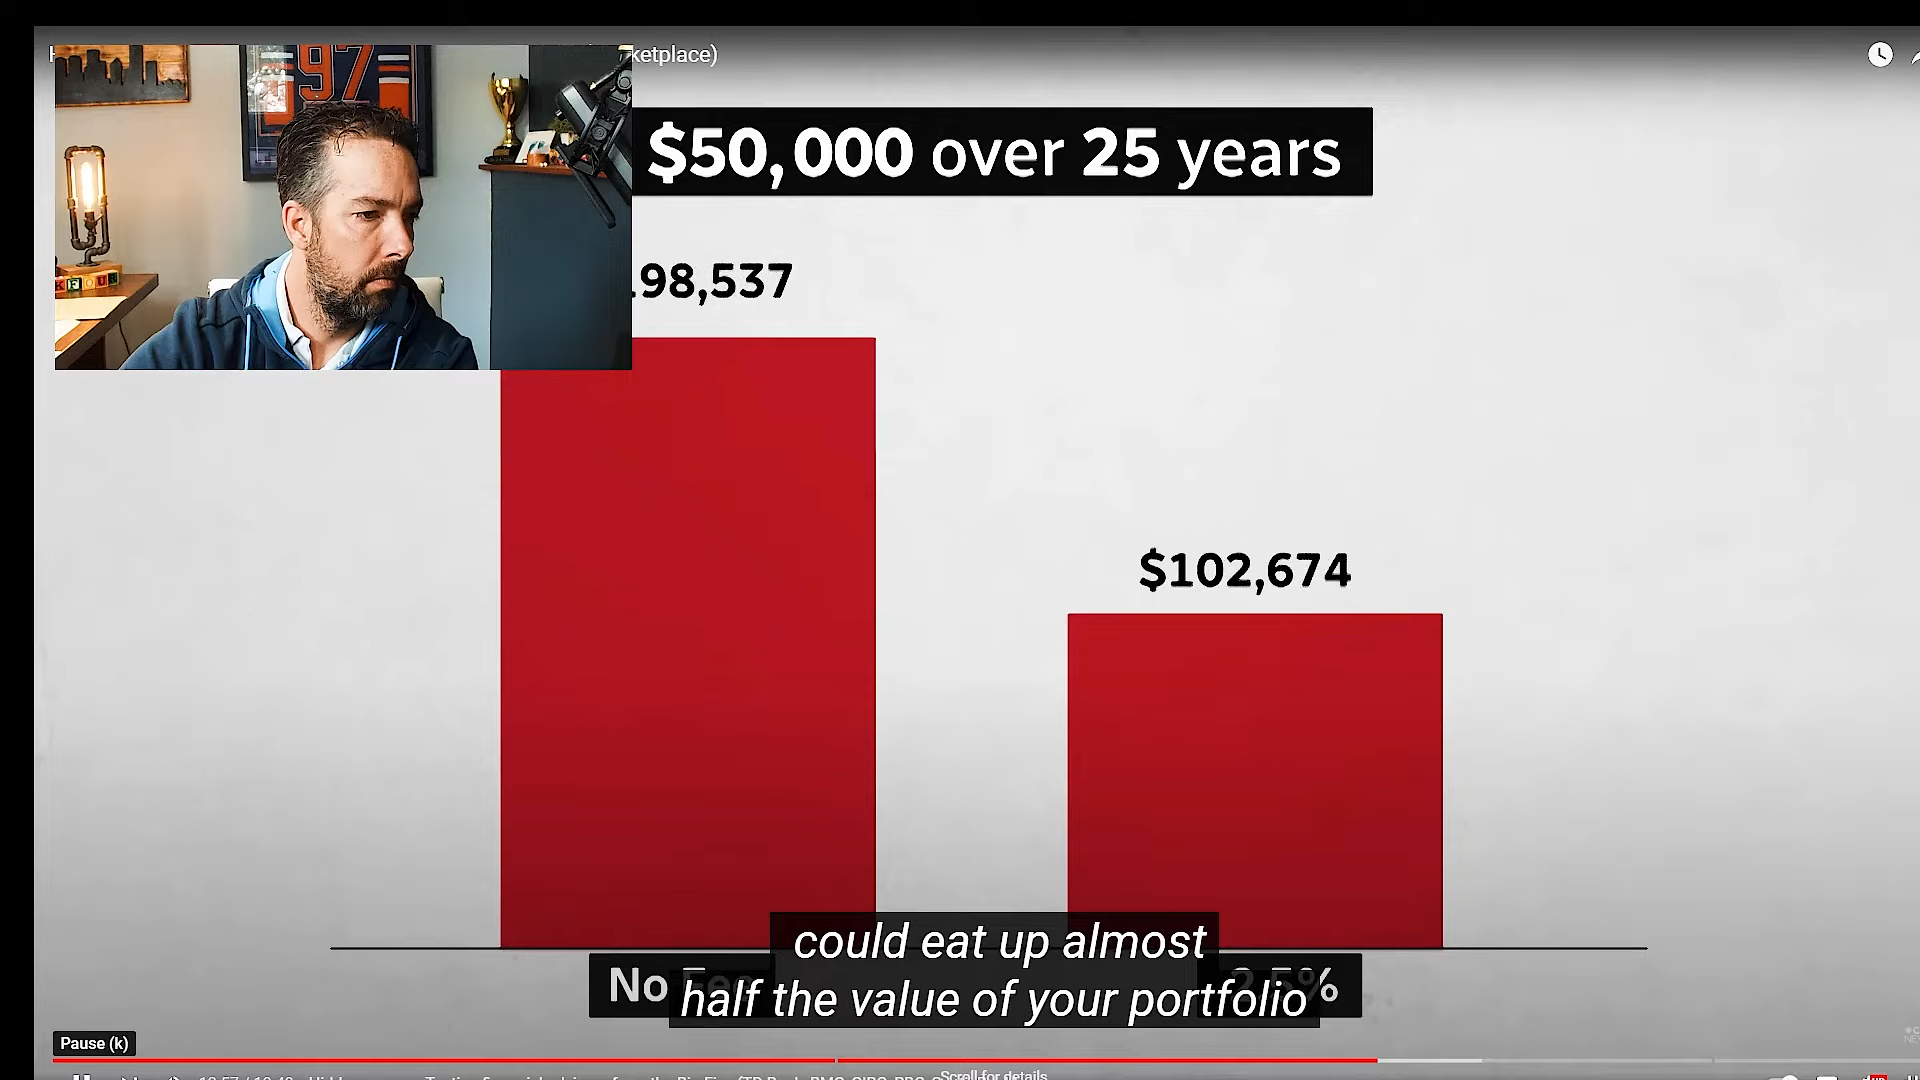 ketplace)
97
$50,000 over 25 years
98,537
$102,674
could eat up almost
No
half the value of your portfolio
Pause (k)
Scroll for details